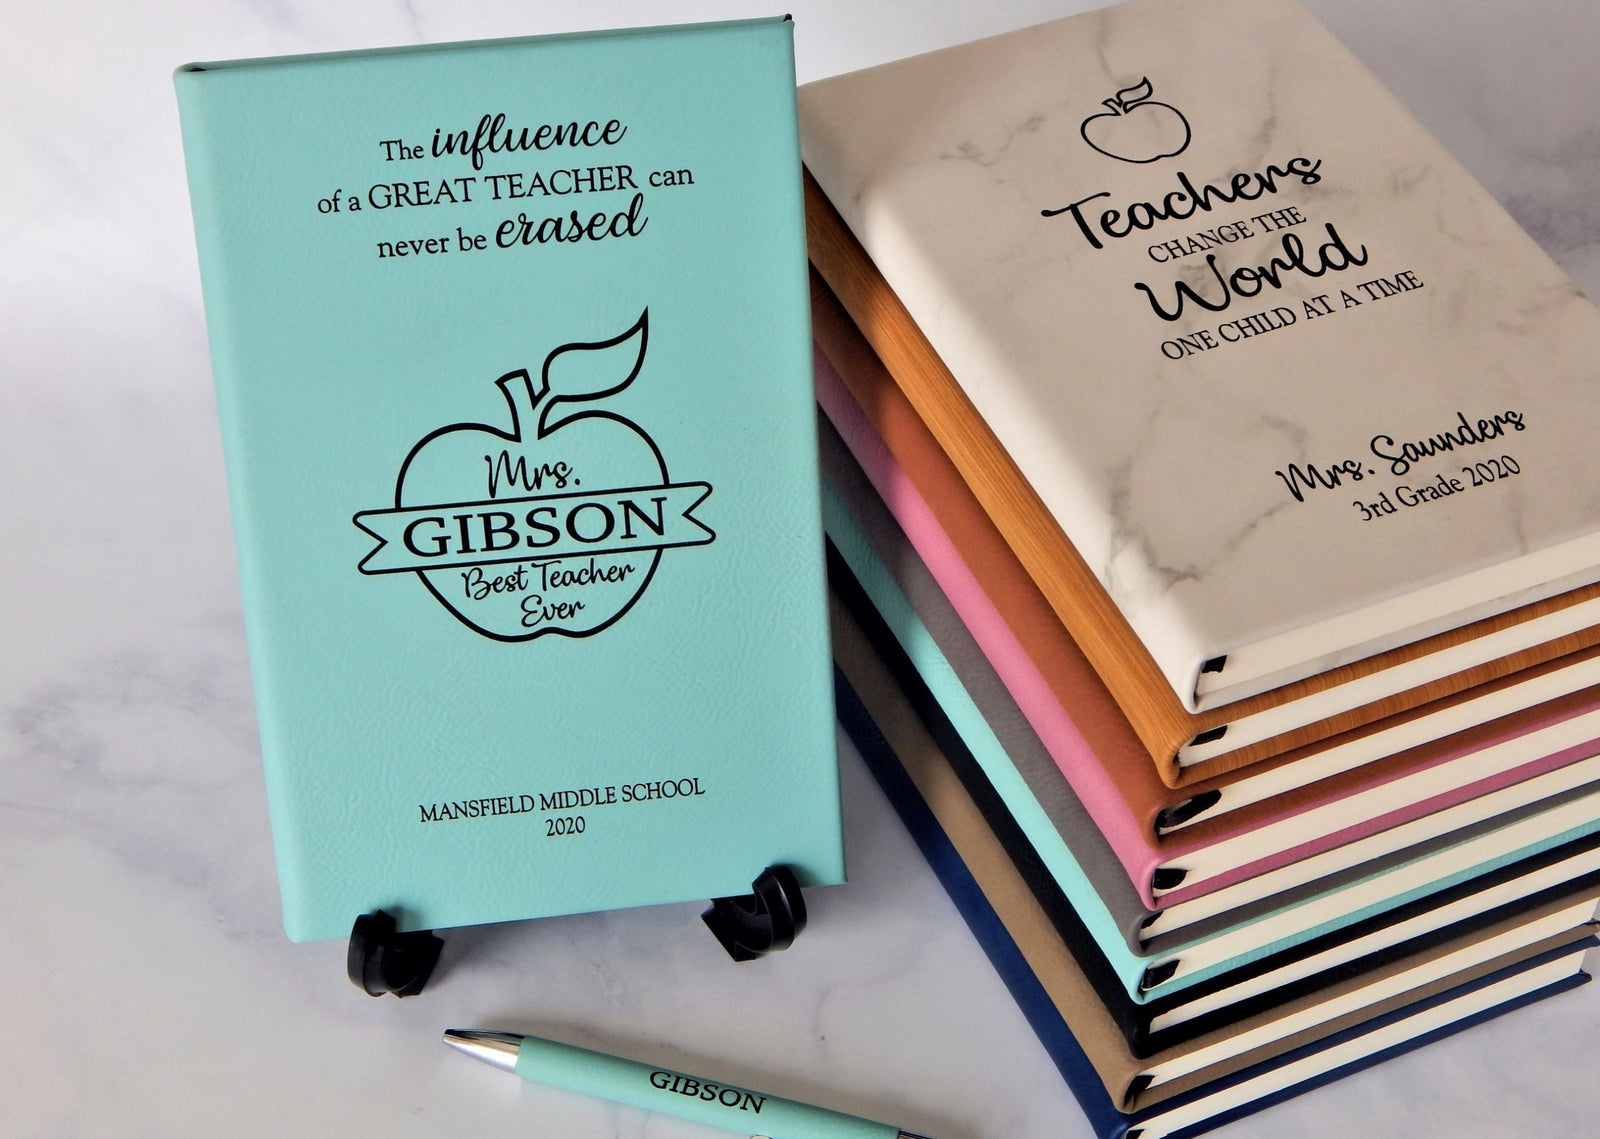 The influence
of a GREAT TEACHER can
never be erased
Mrs.
GIBSON
Best Teacher
Ever
MANSFIELD MIDDLE SCHOOL
2020
Teachers
CHANGE THE
World
ONE CHILD AT A TIME
Mrs. Saunders
3rd Grade 2020
GIBSON